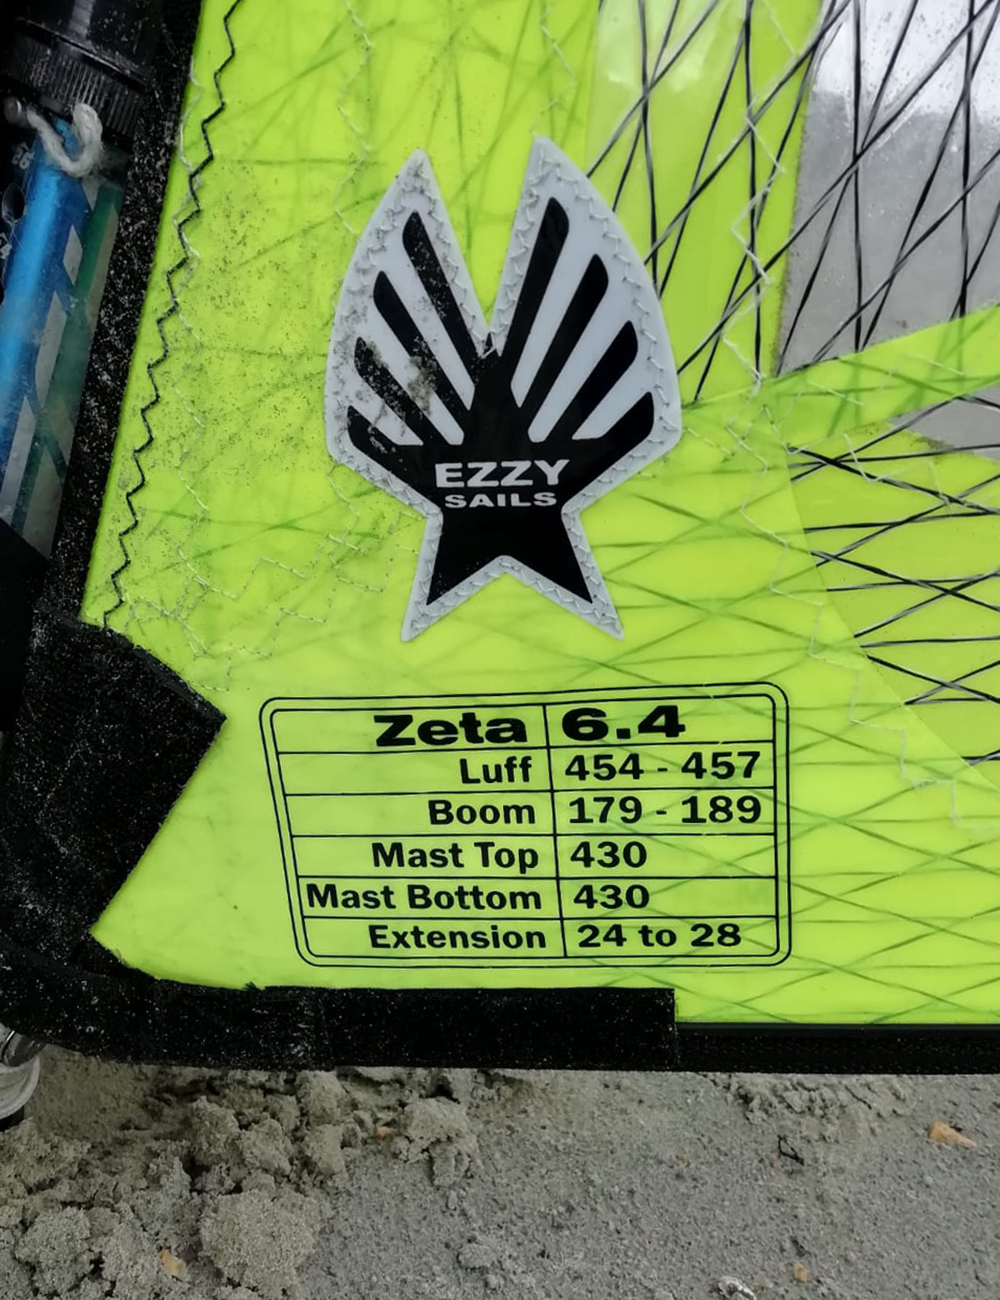 EZZY
SAILS
Zeta 6.4
Luff 454 - 457
Boom 179 - 189
Mast Top 430
Mast Bottom 430
Extension 24 to 28